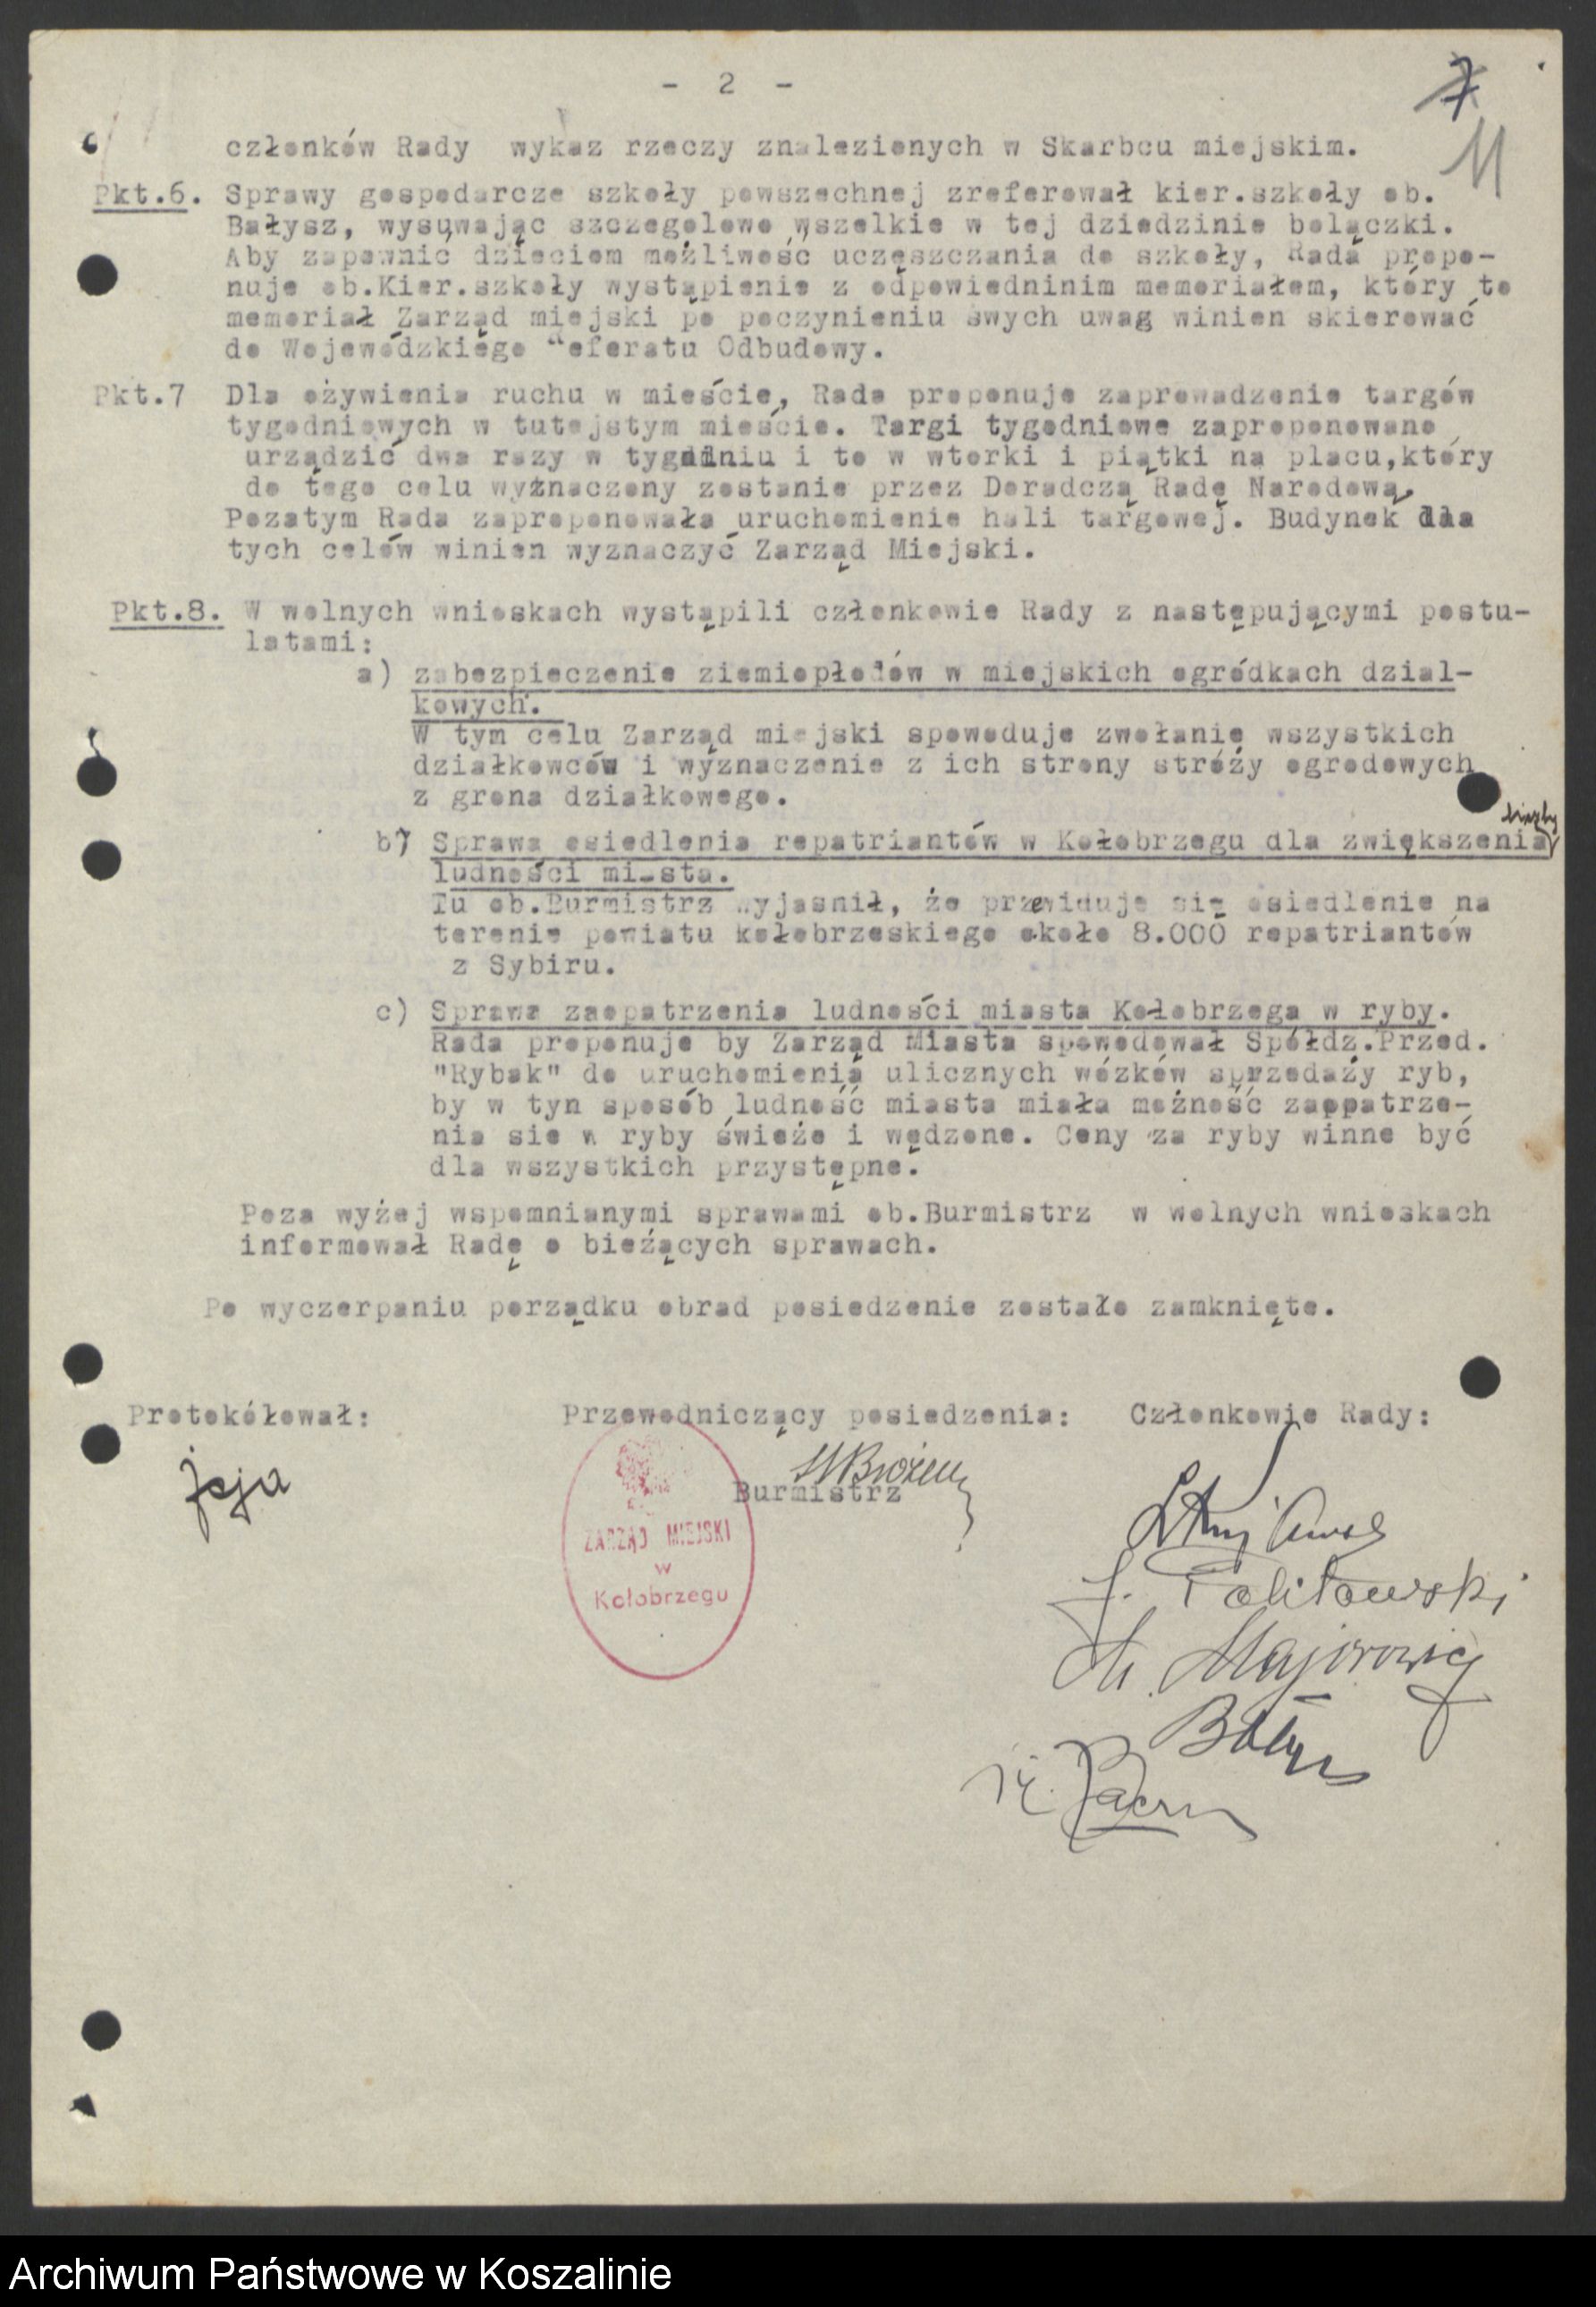 - 2 -
7
11
członków Rady wykaz rzeczy znalezionych w Skarbcu miejskim.
Pkt.6. Sprawy gospodarcze szkoły powszechnej zreferował kier.szkoły ob.
Bałysz, wysuwając szczegolowo wszelkie w tej dziedzinie bolączki.
Aby zapewnić dzieciom możliwość uczęszczania do szkoły, Rada propo-
nuje ob.Kier.szkoły wystąpienie z odpowiedninim memoriałem, który to
memoriał Zarząd miejski po poczynieniu swych uwag winien skierować
do Wojewódzkiego Referatu Odbudowy.
Pkt.7 Dla ożywienia ruchu w mieście, Rada proponuje zaprowadzenie targów
tygodniowych w tutejstym mieście. Targi tygodniowe zaproponowano
urządzić dwa razy w tygodniu i to w wtorki i piątki na placu,który
do tego celu wyznaczony zostanie przez Doradczą Radę Narodową.
Pozatym Rada zaproponowała uruchomienie hali targowej. Budynek dla
tych celów winien wyznaczyć Zarząd Miejski.
Pkt.8. W wolnych wnioskach wystąpili członkowie Rady z następującymi postu-
latami:
a) zabezpieczenie ziemiopłodów w miejskich ogródkach dział-
kowych.
W tym celu Zarząd miejski spowoduje zwołanie wszystkich
działkowców i wyznaczenie z ich strony stróży ogrodowych
z grona działkowego.
liczby
b) Sprawa osiedlenia repatriantów w Kołobrzegu dla zwiększenia
ludności miasta.
Tu ob.Burmistrz wyjasnił, że przewiduje się osiedlenie na
terenie powiatu kołobrzeskiego około 8.000 repatriantów
z Sybiru.
c) Sprawa zaopatrzenia ludności miasta Kołobrzega w ryby.
Rada proponuje by Zarząd Miasta spowodował Spółdz.Przed.
"Rybak" do uruchomienia ulicznych wózków sprzedaży ryb,
by w tyn sposób ludność miasta miała możność zaopatrze-
nia sie w ryby świeże i wędzone. Ceny za ryby winne być
dla wszystkich przystępne.
Poza wyżej wspomnianymi sprawami ob.Burmistrz w wolnych wnioskach
informował Radę o bieżących sprawach.
Po wyczerpaniu porządku obrad posiedzenie zostało zamknięte.
Protokółował: Przewodniczący posiedzenia: Członkowie Rady:
Burmistrz
ZARZĄD MIEJSKI
w
Kołobrzegu
J. Politowski
M. Majorowicz
Bałysz
Archiwum Państwowe w Koszalinie